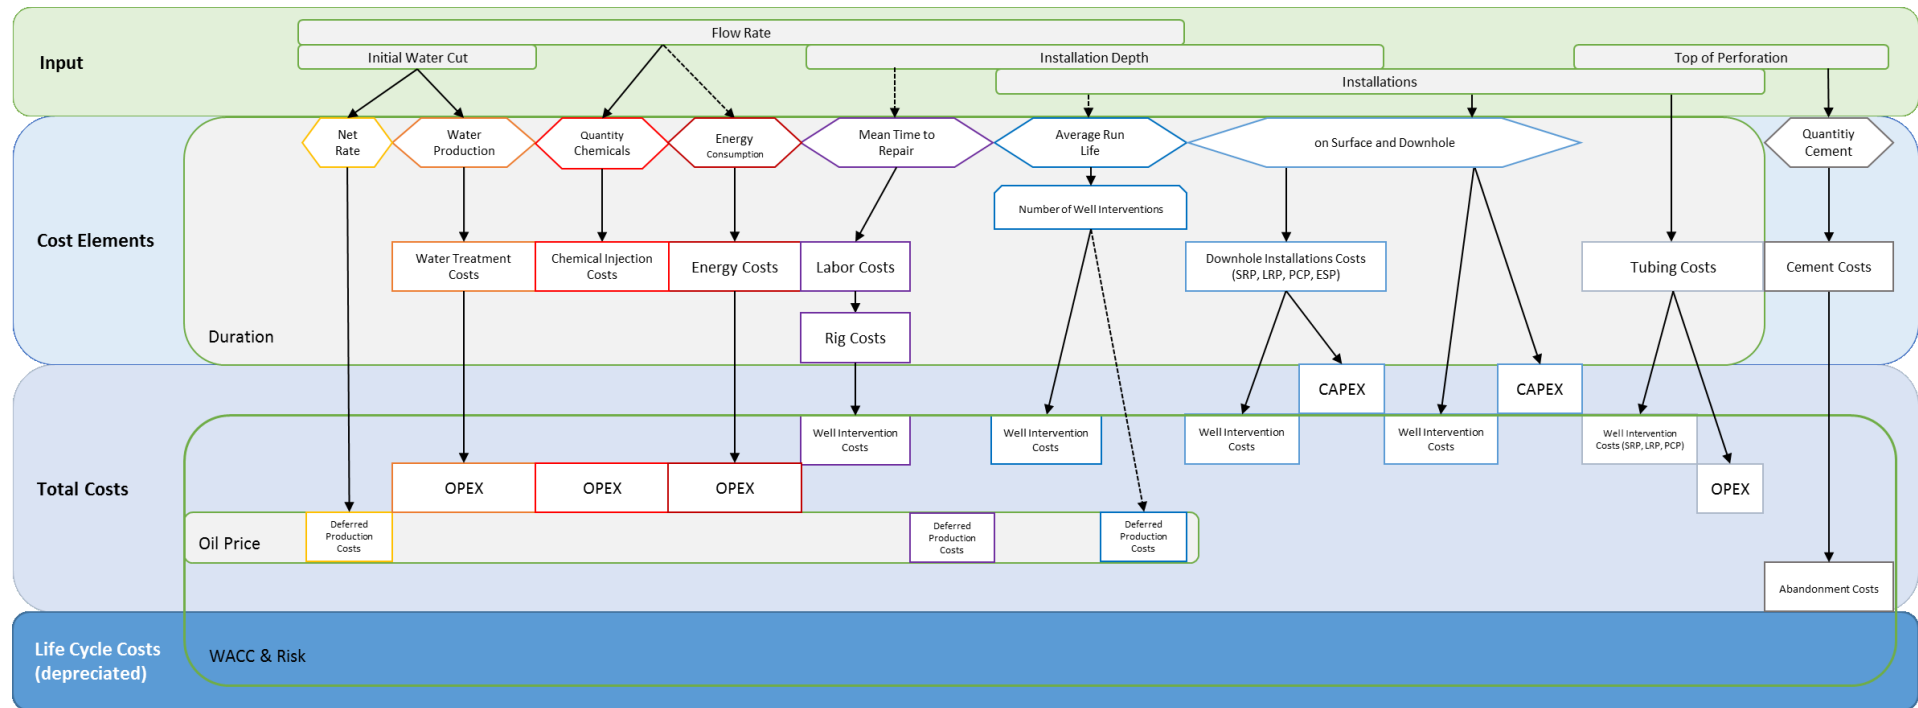 Input
Flow Rate
Initial Water Cut
Installation Depth
Top of Perforation
Installations
Cost Elements
Net
Rate
Water
Production
Quantity
Chemicals
Energy
Consumption
Mean Time to
Repair
Average Run
Life
on Surface and Downhole
Quantitiy
Cement
Number of Well Interventions
Water Treatment
Costs
Chemical Injection
Costs
Energy Costs
Labor Costs
Downhole Installations Costs
(SRP, LRP, PCP, ESP)
Tubing Costs
Cement Costs
Duration
Rig Costs
Total Costs
CAPEX
CAPEX
Well Intervention
Costs
Well Intervention
Costs
Well Intervention
Costs
Well Intervention
Costs
Well Intervention
Costs (SRP, LRP, PCP)
OPEX
OPEX
OPEX
OPEX
Oil Price
Deferred
Production
Costs
Deferred
Production
Costs
Deferred
Production
Costs
Abandonment Costs
Life Cycle Costs
(depreciated)
WACC & Risk